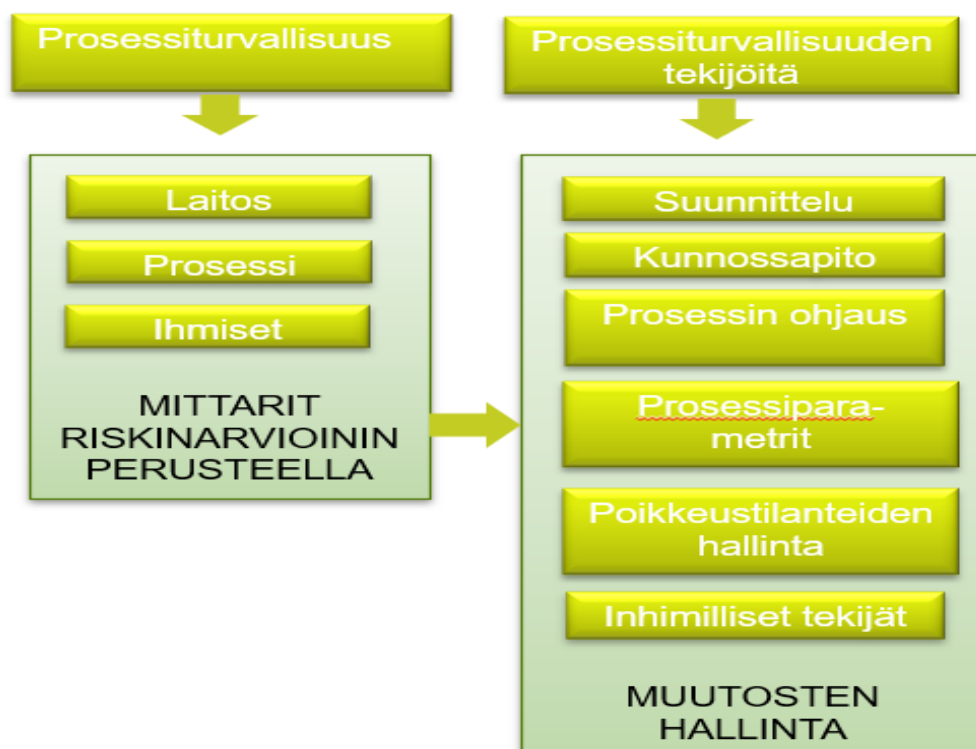 Prosessiturvallisuus
Laitos
Prosessi
Ihmiset
MITTARIT
RISKINARVIOININ
PERUSTEELLA
Prosessiturvallisuuden
tekijöitä
Suunnittelu
Kunnossapito
Prosessin ohjaus
Prosessipara-
metrit
Poikkeustilanteiden
hallinta
Inhimilliset tekijät
MUUTOSTEN
HALLINTA